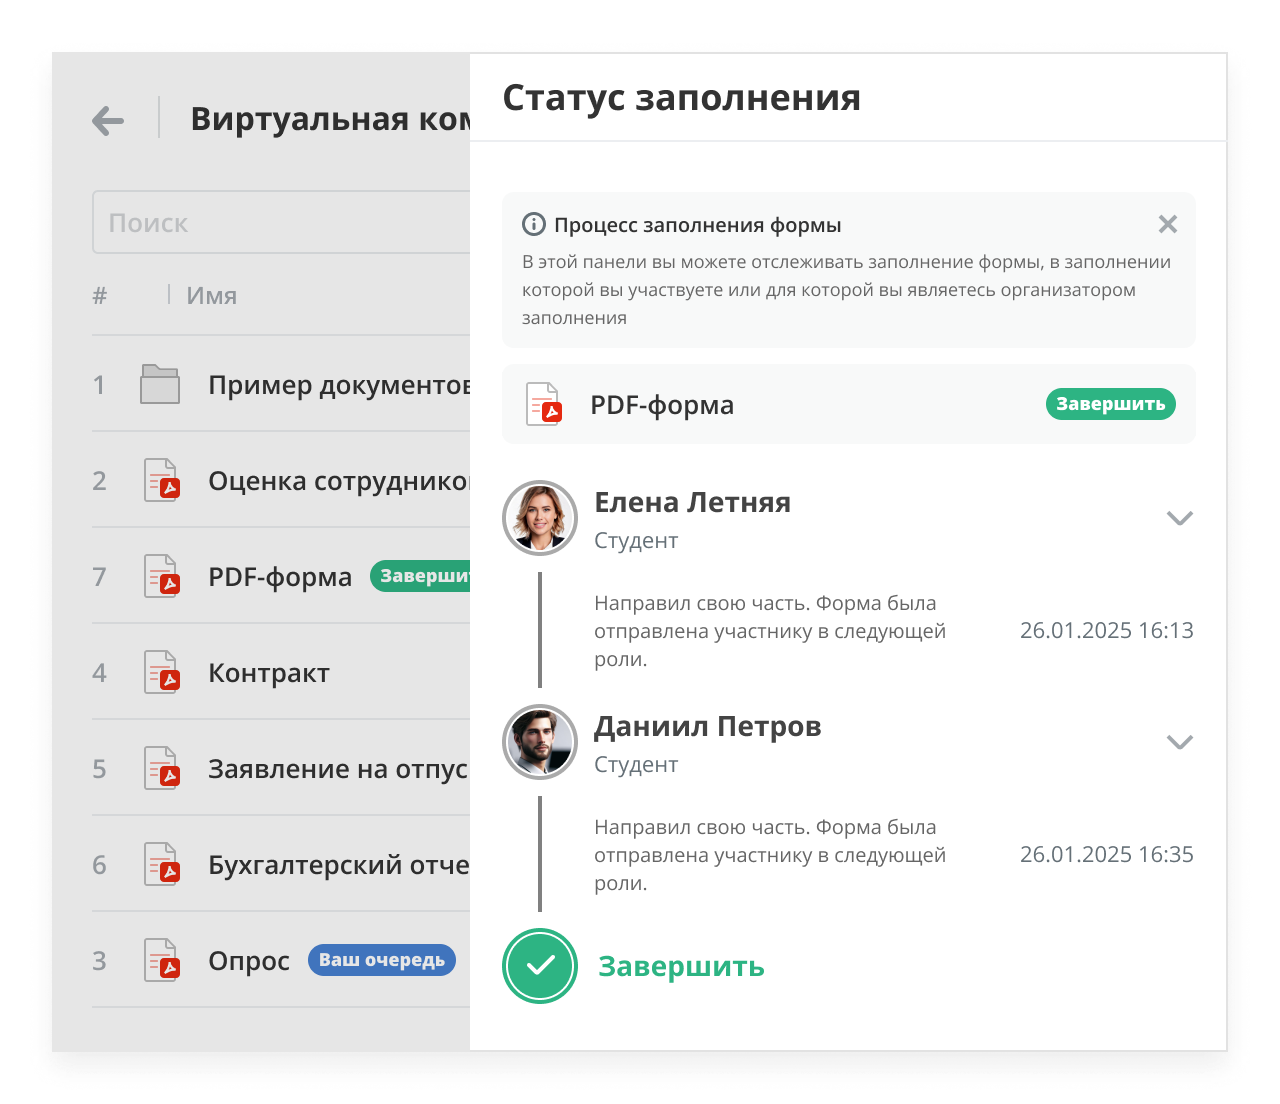 Виртуальная ком
Поиск
# Имя
1 Пример документов
2 Оценка сотруднико
7 PDF-форма Заверши
4 Контракт
5 Заявление на отпус
6 Бухгалтерский отче
3 Опрос Ваш очередь
Статус заполнения
Процесс заполнения формы
В этой панели вы можете отслеживать заполнение формы, в заполнении
которой вы участвуете или для которой вы являетесь организатором
заполнения
PDF-форма Завершить
Елена Летняя
Студент
Направил свою часть. Форма была
отправлена участнику в следующей
роли.
26.01.2025 16:13
Даниил Петров
Студент
Направил свою часть. Форма была
отправлена участнику в следующей
роли.
26.01.2025 16:35
Завершить